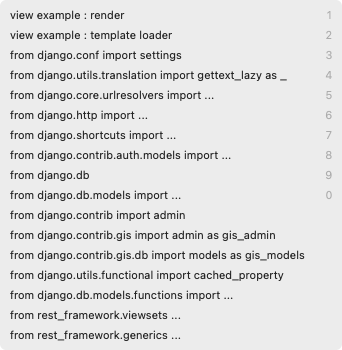 view example : render 1
view example : template loader 2
from django.conf import settings 3
from django.utils.translation import gettext_lazy as _ 4
from django.core.urlresolvers import ... 5
from django.http import ... 6
from django.shortcuts import ... 7
from django.contrib.auth.models import ... 8
from django.db 9
from django.db.models import ... 0
from django.contrib import admin
from django.contrib.gis import admin as gis_admin
from django.contrib.gis.db import models as gis_models
from django.utils.functional import cached_property
from django.db.models.functions import ...
from rest_framework.viewsets ...
from rest_framework.generics ...